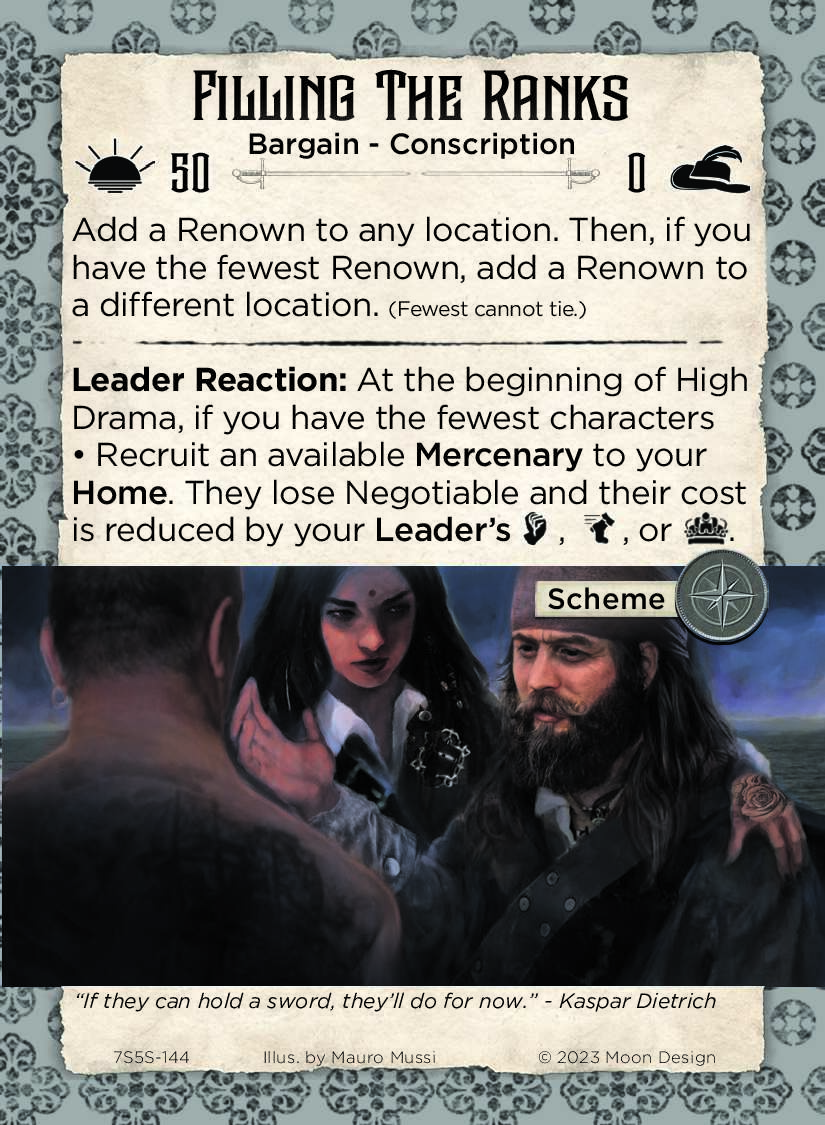 Filling The Ranks
Bargain - Conscription
50 0
Add a Renown to any location. Then, if you
have the fewest Renown, add a Renown to
a different location. (Fewest cannot tie.)
Leader Reaction: At the beginning of High
Drama, if you have the fewest characters
• Recruit an available Mercenary to your
Home. They lose Negotiable and their cost
is reduced by your Leader's , , or .
Scheme
“If they can hold a sword, they’ll do for now.” - Kaspar Dietrich
7S5S-144 Illus. by Mauro Mussi © 2023 Moon Design